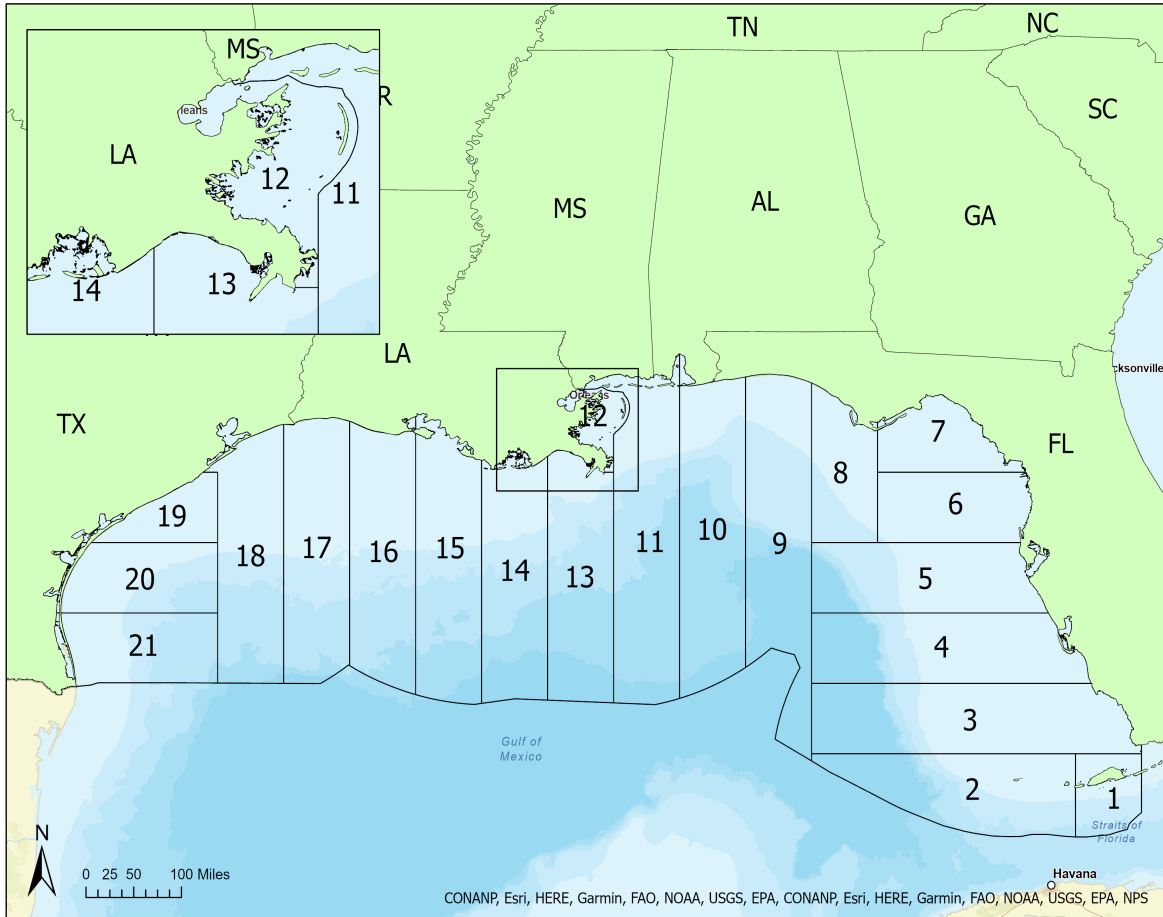 TN
NC
SC
MS
AL
GA
LA
TX
FL
MS
leans
R
LA
12
11
13
14
12
7
8
6
19
18
17
16
15
14
13
11
10
9
5
20
21
4
3
2
1
cksonville
Gulf of
Mexico
Straits of
Florida
Havana
N
0 25 50 100 Miles
CONANP, Esri, HERE, Garmin, FAO, NOAA, USGS, EPA, CONANP, Esri, HERE, Garmin, FAO, NOAA, USGS, EPA, NPS